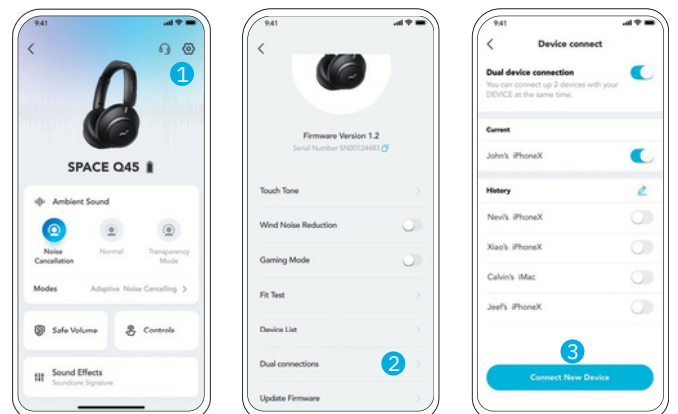 9:41
1
SPACE Q45
Ambient Sound
Noise Cancellation
Normal
Transparency Mode
Modes
Adaptive Noise Cancelling >
Safe Volume
Controls
Sound Effects
Soundcore Signature
9:41
Firmware Version 1.2
Serial Number SN00124483
Touch Tone
Wind Noise Reduction
Gaming Mode
Fit Test
Device List
Dual connections
2
Update Firmware
9:41
Device connect
Dual device connection
You can connect up 2 devices with your
DEVICE at the same time.
Current
John's iPhoneX
History
Nevi's iPhoneX
Xiao's iPhoneX
Calvin's iMac
Jeef's iPhoneX
3
Connect New Device